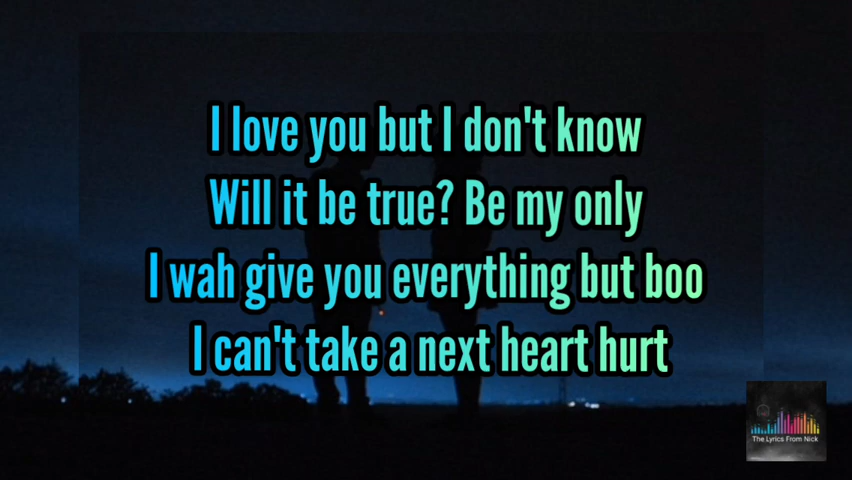 I love you but I don't know
Will it be true? Be my only
I wah give you everything but boo
I can't take a next heart hurt
The Lyrics From Nick